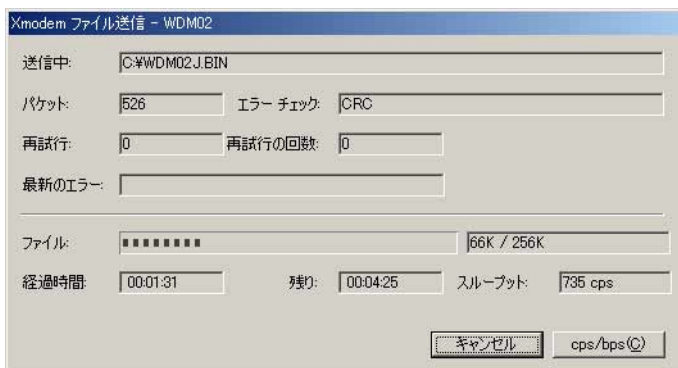 Xmodem ファイル送信 - WDM02
送信中: C:¥WDM02J.BIN
パケット: 526 エラー チェック: CRC
再試行: 0 再試行の回数: 0
最新のエラー:
ファイル: 66K / 256K
経過時間: 00:01:31 残り: 00:04:25 スループット: 735 cps
キャンセル cps/bps(C)